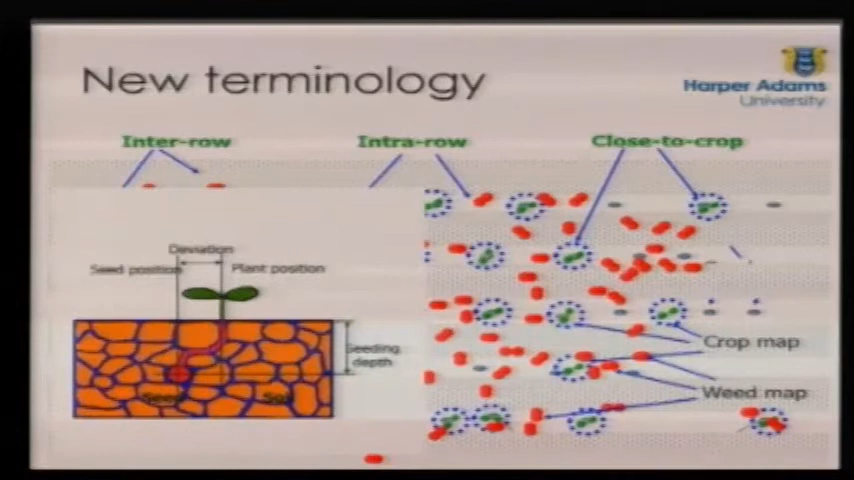 New terminology
Harper Adams
University
Inter-row
Intra-row
Close-to-crop
Deviation
Seed position
Plant position
Seeding
depth
Seed
Soil
Crop map
Weed map